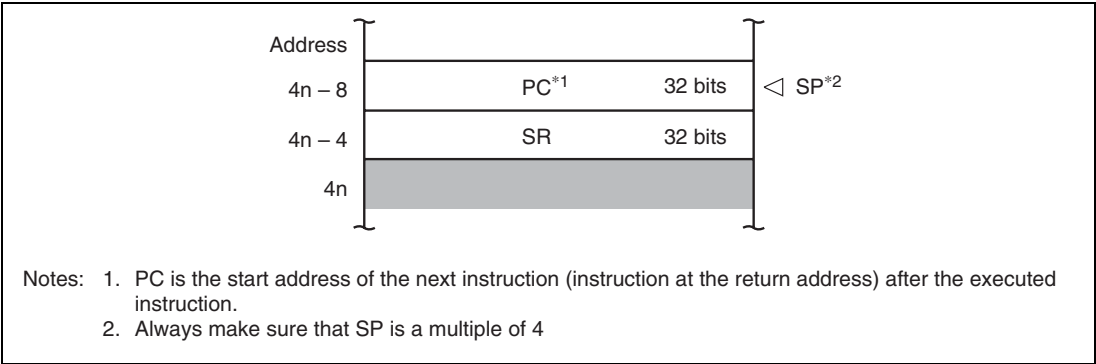 Address
4n – 8 PC*1 32 bits ◁ SP*2
4n – 4 SR 32 bits
4n
Notes: 1. PC is the start address of the next instruction (instruction at the return address) after the executed
instruction.
2. Always make sure that SP is a multiple of 4